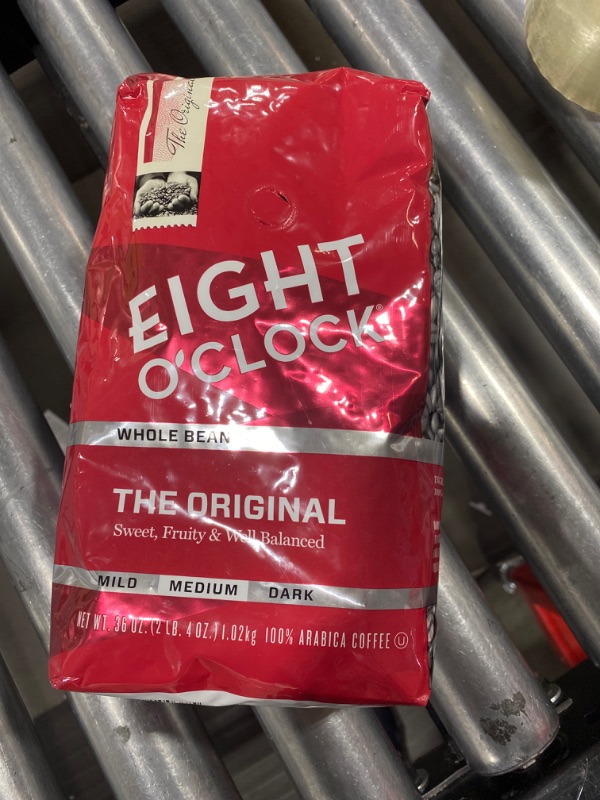 The Original
EIGHT
O'CLOCK®
WHOLE BEAN
THE ORIGINAL
Sweet, Fruity & Well Balanced
MILD MEDIUM DARK
NET WT. 36 OZ. (2 LB. 4 OZ.) 1.02kg 100% ARABICA COFFEE Ⓤ